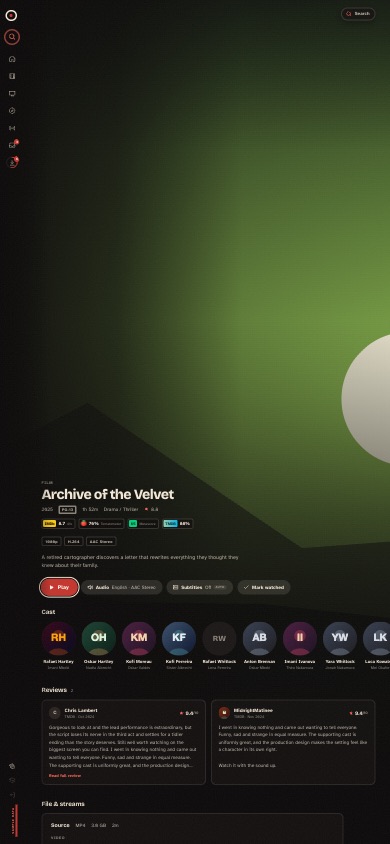 Search
FILM
Archive of the Velvet
2025 PG-13 1h 52m Drama / Thriller 8.8
IMDb 8.7 76% 88%
1080p H.264 AAC Stereo
A retired cartographer discovers a letter that rewrites everything they thought they
knew about their family.
Play Audio English · AAC Stereo Subtitles Off Mark watched
Cast
RH OH KM KF RW AB II YW LK
Rafael Hartley Oskar Hartley Kofi Moreau Kofi Ferreira Rafael Whitlock Anton Brennan Imani Ivanova Yara Whitlock
Reviews
C Chris Lambert 9.4
M MidnightMatinee 8.4
Gorgeous to look at and the lead performance is extraordinary, but
the script loses its nerve in the third act and settles for a tidier
ending than the story deserves. Still well worth watching on the
biggest screen you can find. I went in knowing nothing and came out
wanting to tell everyone. Funny, sad and strange in equal measure.
The supporting cast is uniformly great, and the production desi…
Read full review
I went in knowing nothing and came out wanting to tell everyone.
Funny, sad and strange in equal measure. The supporting cast is
uniformly great, and the production design makes the setting feel like
a character in its own right.
Watch it with the sound up.
File & streams
Source MP4 3.8 GB 2m
VIDEO